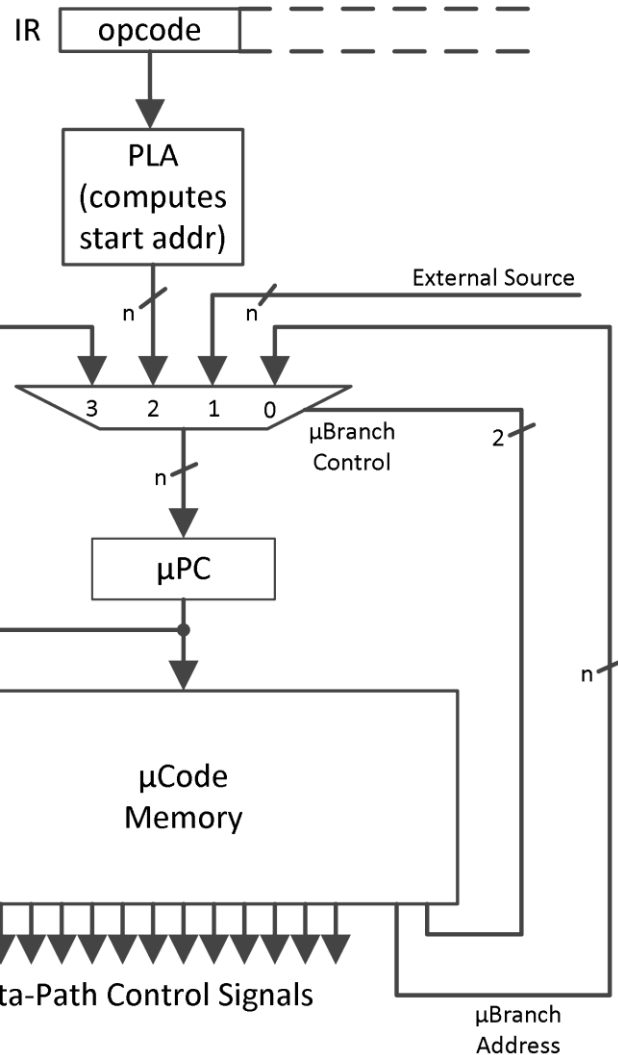 IR opcode
PLA
(computes
start addr)
External Source
n
n
3 2 1 0
µBranch
Control
2
n
µPC
n
µCode
Memory
ta-Path Control Signals
µBranch
Address